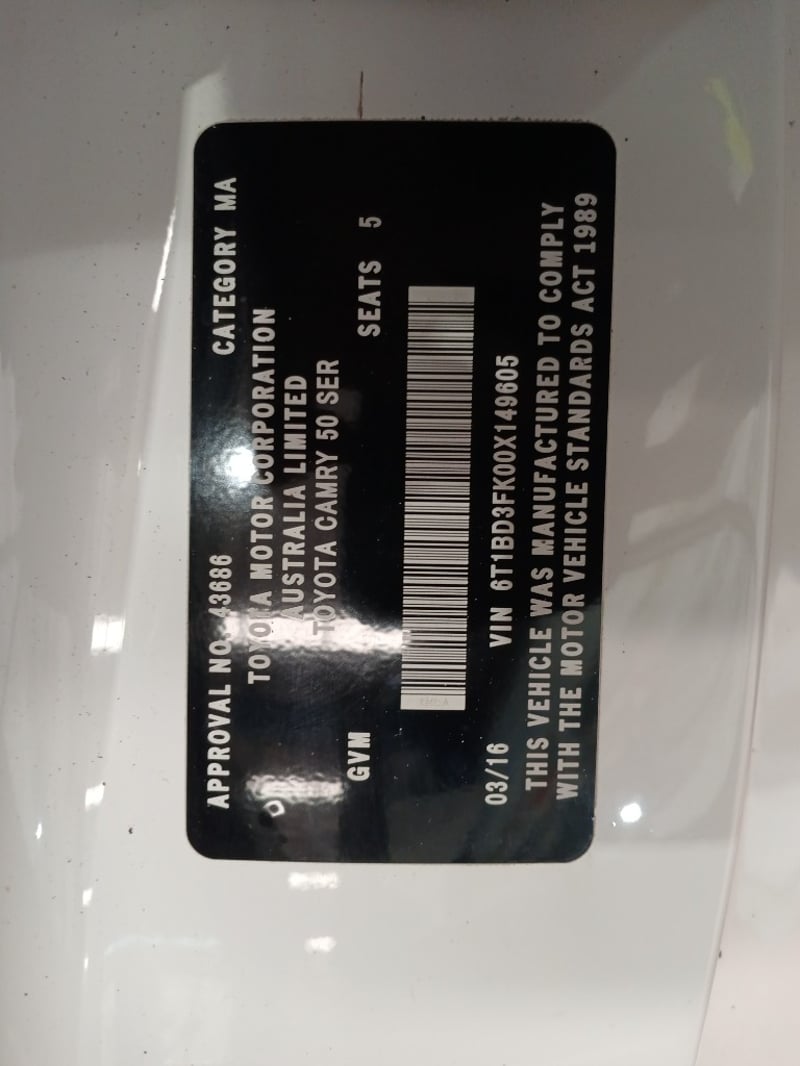 APPROVAL NO. 43686 CATEGORY MA
TOYOTA MOTOR CORPORATION
AUSTRALIA LIMITED
TOYOTA CAMRY 50 SER
GVM SEATS 5
03/16 VIN 6T1BD3FK00X149605
THIS VEHICLE WAS MANUFACTURED TO COMPLY
WITH THE MOTOR VEHICLE STANDARDS ACT 1989